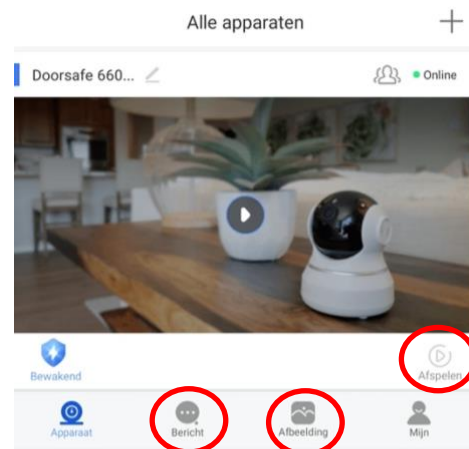 Alle apparaten
Doorsafe 660... Online
Bewakend
Afspelen
Apparaat Bericht Afbeelding Mijn